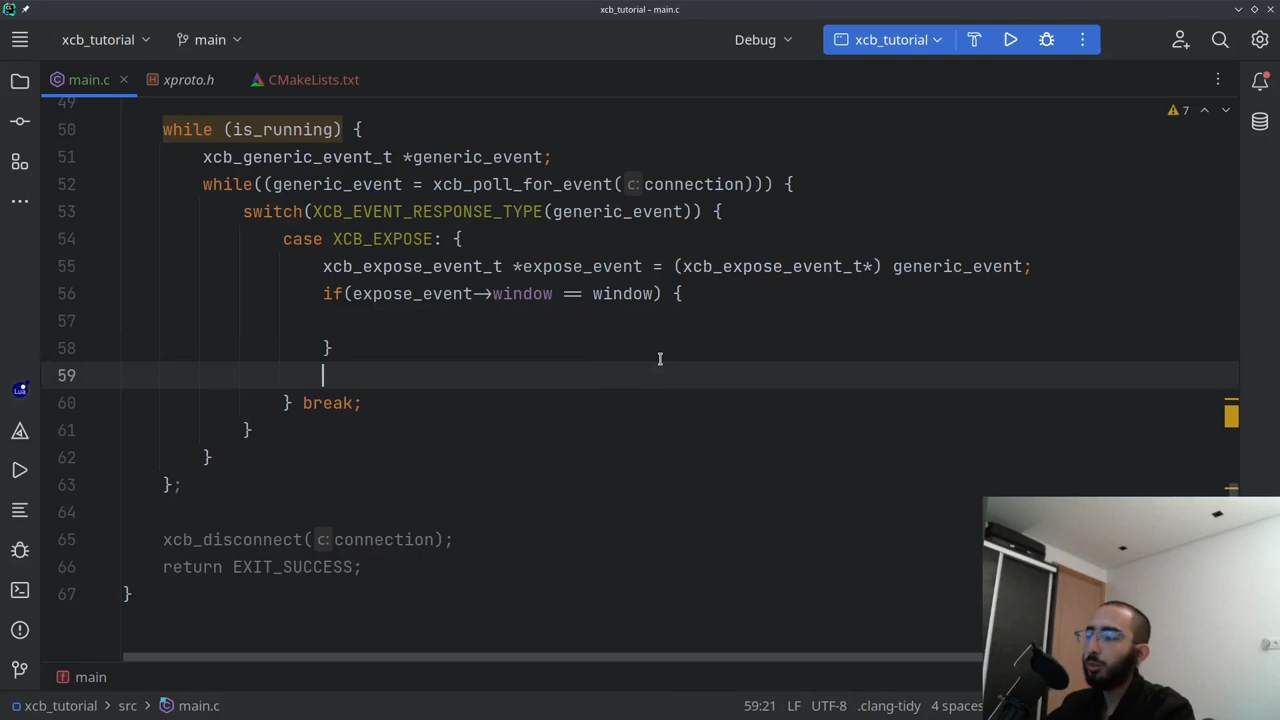 xcb_tutorial – main.c
xcb_tutorial
main
Debug
xcb_tutorial
main.c
xproto.h
CMakeLists.txt
49
7
50 while (is_running) {
51 xcb_generic_event_t *generic_event;
52 while((generic_event = xcb_poll_for_event(c: connection))) {
53 switch(XCB_EVENT_RESPONSE_TYPE(generic_event)) {
54 case XCB_EXPOSE: {
55 xcb_expose_event_t *expose_event = (xcb_expose_event_t*) generic_event;
56 if(expose_event->window == window) {
57
58 }
59
60 } break;
61 }
62 }
63 };
64
65 xcb_disconnect(c: connection);
66 return EXIT_SUCCESS;
67 }
Lua
main
xcb_tutorial > src > main.c
59:21 LF UTF-8 .clang-tidy 4 spaces